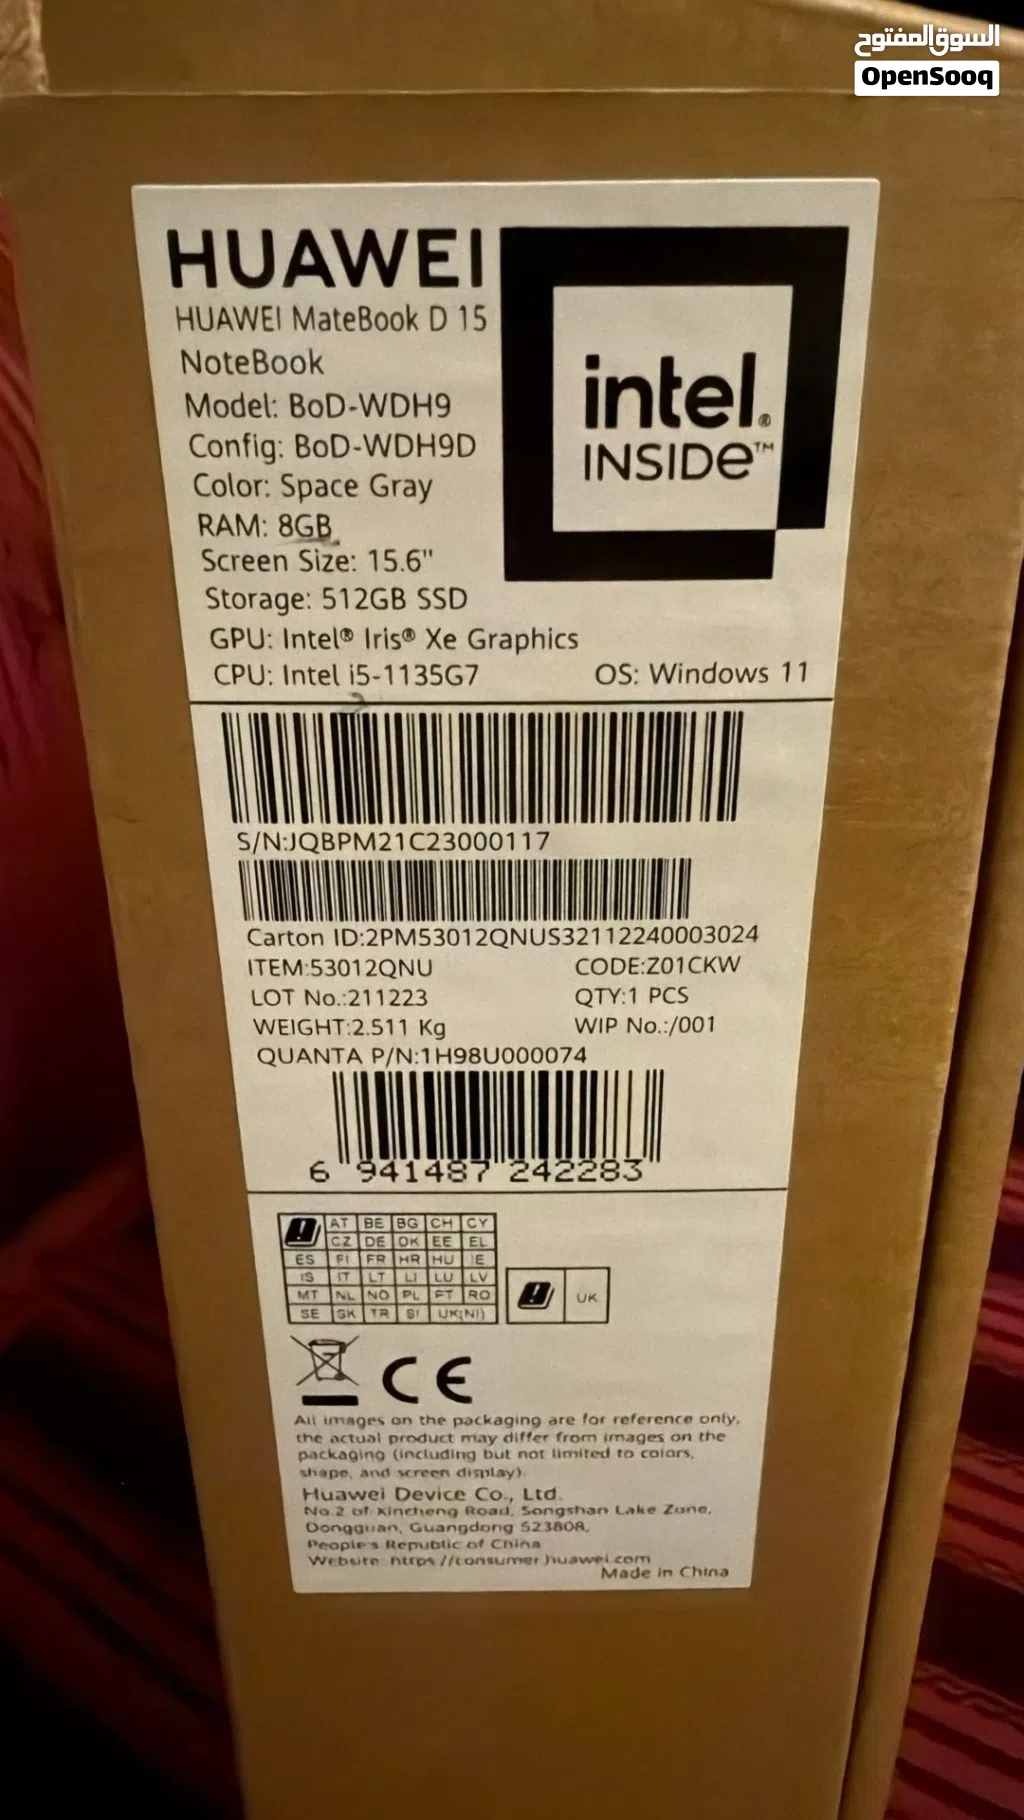 السوق المفتوح
OpenSooq
HUAWEI
HUAWEI MateBook D 15
NoteBook
Model: BoD-WDH9
Config: BoD-WDH9D
Color: Space Gray
RAM: 8GB
Screen Size: 15.6"
Storage: 512GB SSD
GPU: Intel® Iris® Xe Graphics
CPU: Intel i5-1135G7 OS: Windows 11
intel®
INSIDE™
S/N:JQBPM21C23000117
Carton ID:2PM53012QNUS32112240003024
ITEM:53012QNU CODE:Z01CKW
LOT No.:211223 QTY:1 PCS
WEIGHT:2.511 Kg WIP No.:/001
QUANTA P/N:1H98U000074
6 941487 242283
AT BE BG CH CY
CZ DE DK EE EL
ES FI FR HR HU IE
IS IT LT LI LU LV
MT NL NO PL PT RO
SE SK TR SI UK(NI)
UK
CE
All images on the packaging are for reference only,
the actual product may differ from images on the
packaging (including but not limited to colors,
shape, and screen display).
Huawei Device Co., Ltd.
No.2 of Xincheng Road, Songshan Lake Zone,
Dongguan, Guangdong 523808,
People's Republic of China
Website: https://consumer.huawei.com
Made in China